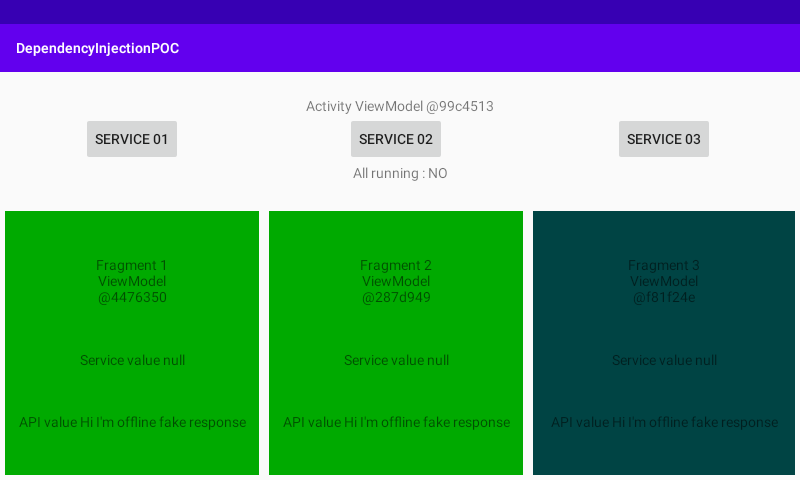 DependencyInjectionPOC
Activity ViewModel @99c4513
SERVICE 01
SERVICE 02
SERVICE 03
All running : NO
Fragment 1
ViewModel
@4476350
Service value null
API value Hi I'm offline fake response
Fragment 2
ViewModel
@287d949
Service value null
API value Hi I'm offline fake response
Fragment 3
ViewModel
@f81f24e
Service value null
API value Hi I'm offline fake response